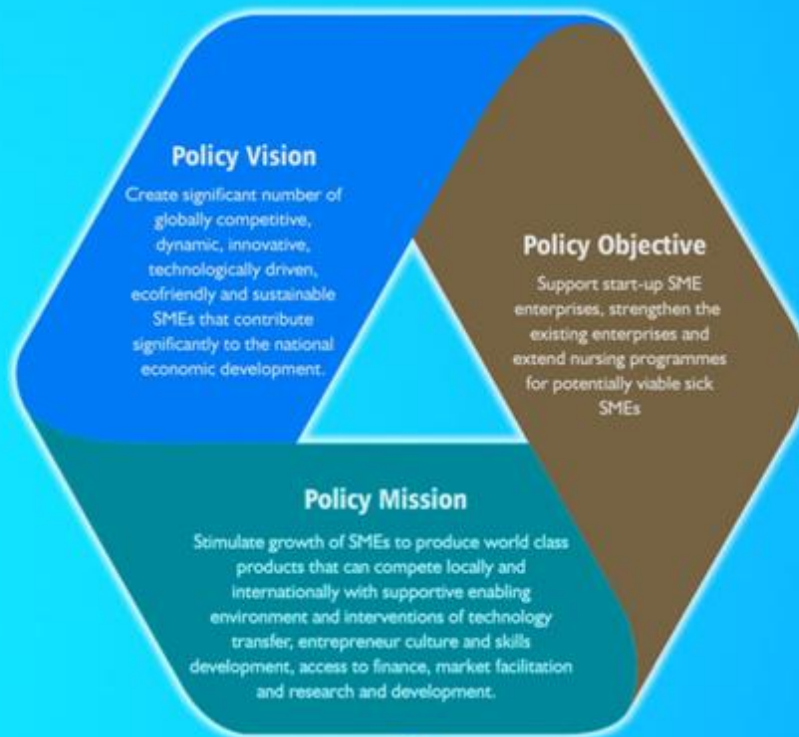 Policy Vision
Create significant number of
globally competitive,
dynamic, innovative,
technologically driven,
ecofriendly and sustainable
SMEs that contribute
significantly to the national
economic development.
Policy Objective
Support start-up SME
enterprises, strengthen the
existing enterprises and
extend nursing programmes
for potentially viable sick
SMEs
Policy Mission
Stimulate growth of SMEs to produce world class
products that can compete locally and
internationally with supportive enabling
environment and interventions of technology
transfer, entrepreneur culture and skills
development, access to finance, market facilitation
and research and development.